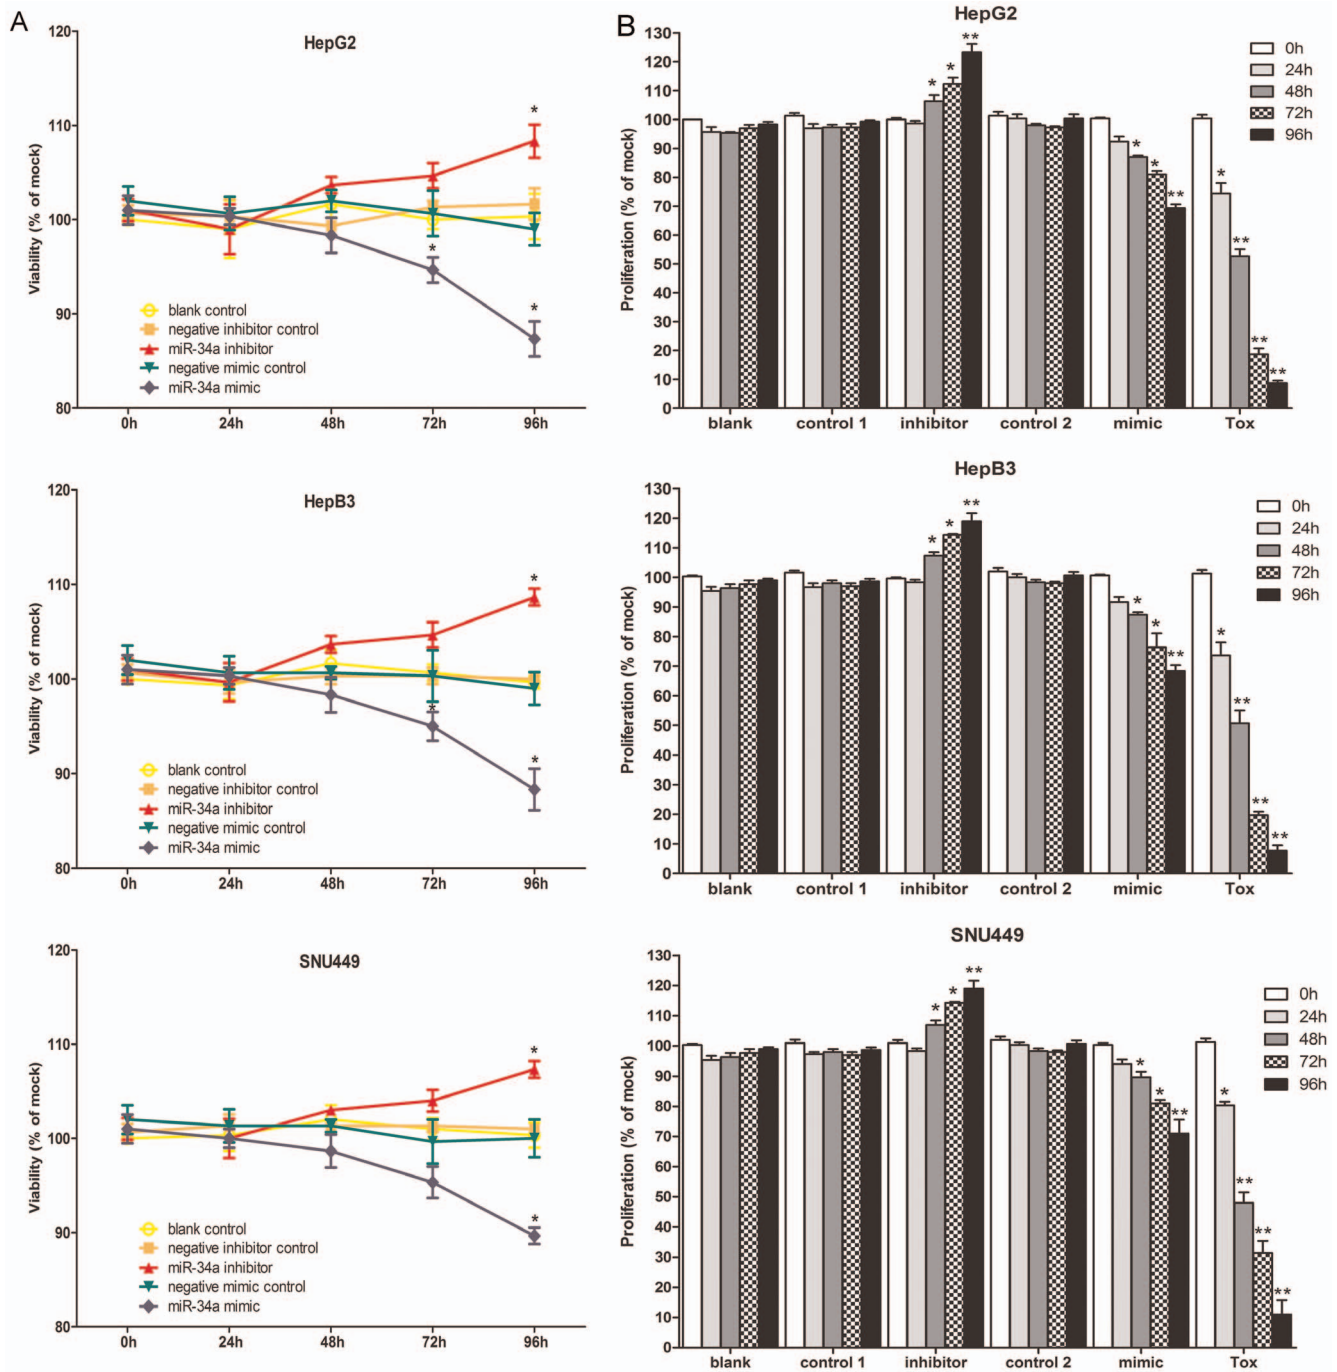 A
HepG2
Viability (% of mock)
120
110
100
90
80
* * *
blank control
negative inhibitor control
miR-34a inhibitor
negative mimic control
miR-34a mimic
0h 24h 48h 72h 96h
B
HepG2
Proliferation (% of mock)
130
120
110
100
90
80
70
60
50
40
30
20
10
0
* * ** * * ** * ** ** **
0h
24h
48h
72h
96h
blank control 1 inhibitor control 2 mimic Tox
HepB3
Viability (% of mock)
120
110
100
90
80
* * *
blank control
negative inhibitor control
miR-34a inhibitor
negative mimic control
miR-34a mimic
0h 24h 48h 72h 96h
HepB3
Proliferation (% of mock)
130
120
110
100
90
80
70
60
50
40
30
20
10
0
* * ** * * ** * ** ** **
0h
24h
48h
72h
96h
blank control 1 inhibitor control 2 mimic Tox
SNU449
Viability (% of mock)
120
110
100
90
80
* *
blank control
negative inhibitor control
miR-34a inhibitor
negative mimic control
miR-34a mimic
0h 24h 48h 72h 96h
SNU449
Proliferation (% of mock)
130
120
110
100
90
80
70
60
50
40
30
20
10
0
* * ** * * ** * ** ** **
0h
24h
48h
72h
96h
blank control 1 inhibitor control 2 mimic Tox